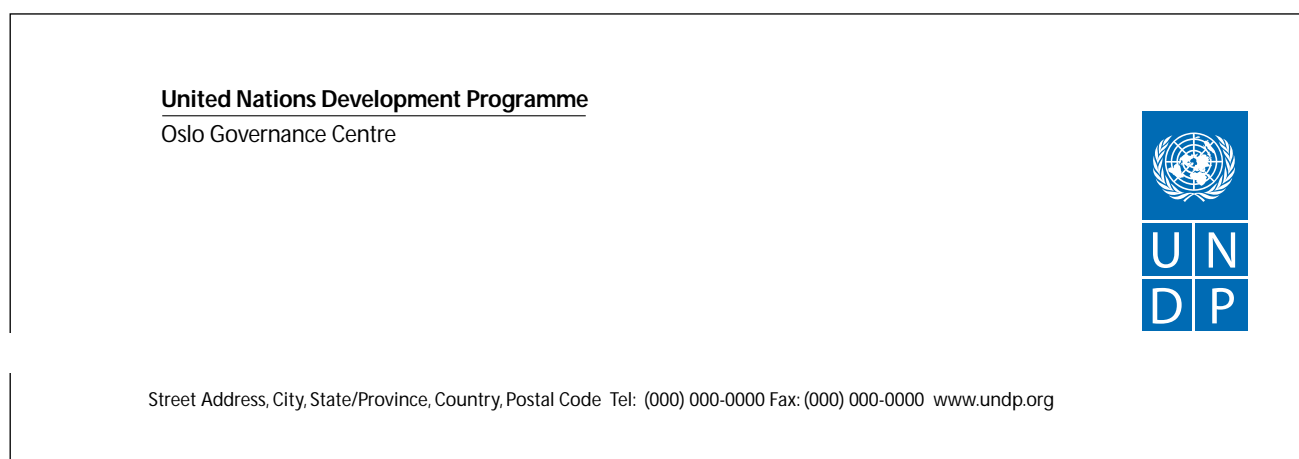 United Nations Development Programme
Oslo Governance Centre
U N
D P
Street Address, City, State/Province, Country, Postal Code Tel: (000) 000-0000 Fax: (000) 000-0000 www.undp.org